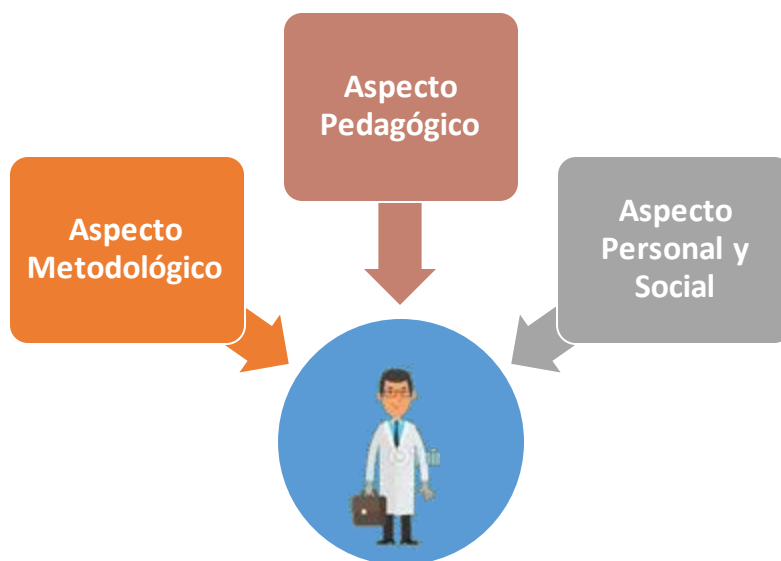 Aspecto
Pedagógico
Aspecto
Metodológico
Aspecto
Personal y
Social